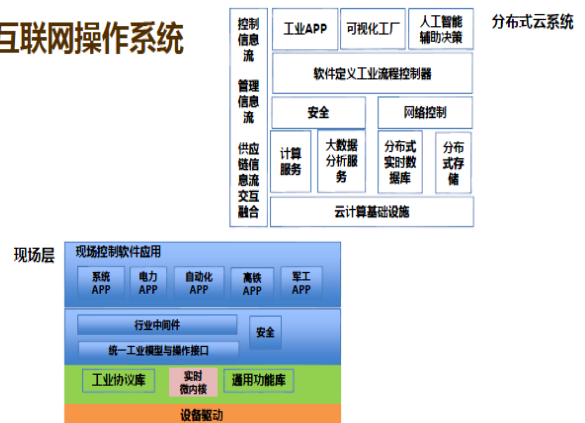 互联网操作系统
分布式云系统
控制
信息
流
管理
信息
流
供应
链信
息流
交互
融合
工业APP
可视化工厂
人工智能
辅助决策
软件定义工业流程控制器
安全
网络控制
计算
服务
大数据
分析服
务
分布式
实时数
据库
分布
式存
储
云计算基础设施
现场层
现场控制软件应用
系统
APP
电力
APP
自动化
APP
高铁
APP
军工
APP
行业中间件
安全
统一工业模型与操作接口
工业协议库
实时
微内核
通用功能库
设备驱动